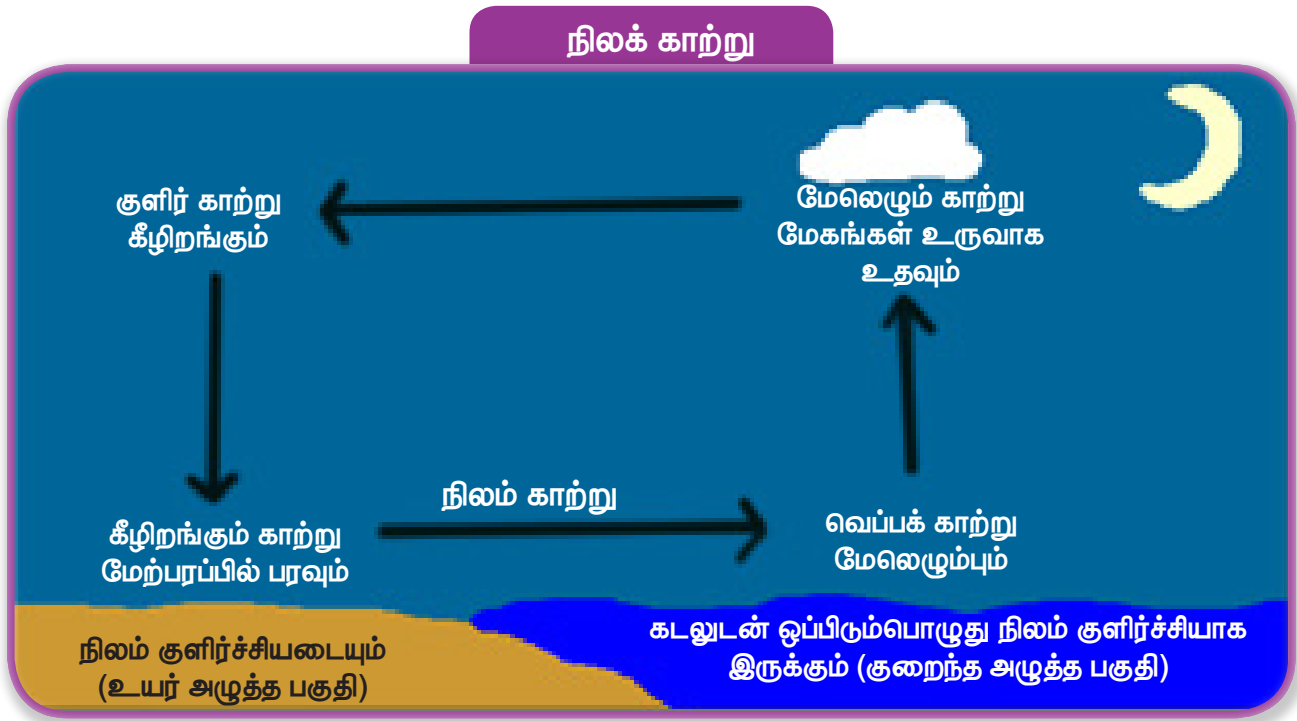 நிலக் காற்று
குளிர் காற்று
கீழிறங்கும்
மேலெழும் காற்று
மேகங்கள் உருவாக
உதவும்
நிலம் காற்று
கீழிறங்கும் காற்று
மேற்பரப்பில் பரவும்
வெப்பக் காற்று
மேலெழும்பும்
நிலம் குளிர்ச்சியடையும்
(உயர் அழுத்த பகுதி)
கடலுடன் ஒப்பிடும்பொழுது நிலம் குளிர்ச்சியாக
இருக்கும் (குறைந்த அழுத்த பகுதி)